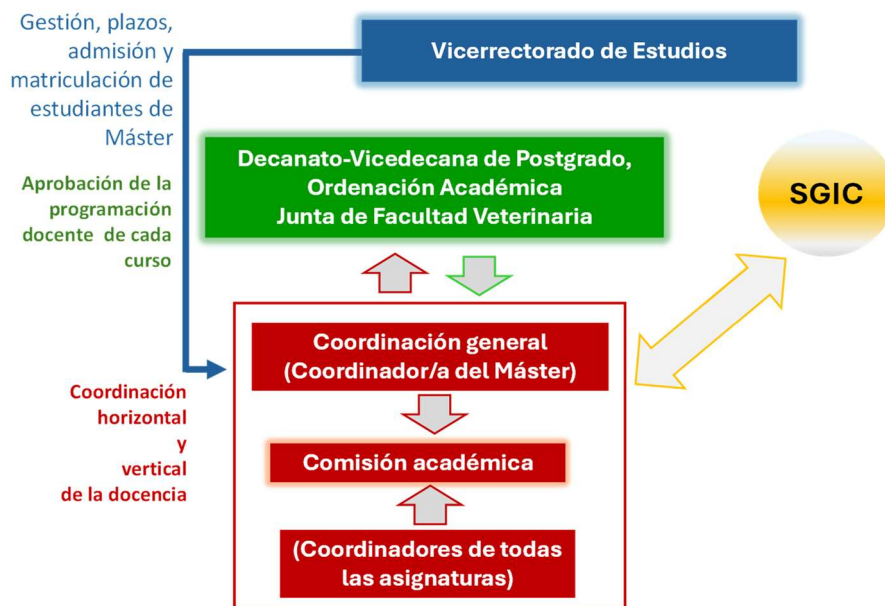 Gestión, plazos,
admisión y
matriculación de
estudiantes de
Máster
Vicerrectorado de Estudios
Aprobación de la
programación
docente de cada
curso
Decanato-Vicedecana de Postgrado,
Ordenación Académica
Junta de Facultad Veterinaria
SGIC
Coordinación general
(Coordinador/a del Máster)
Coordinación
horizontal
y
vertical
de la docencia
Comisión académica
(Coordinadores de todas
las asignaturas)